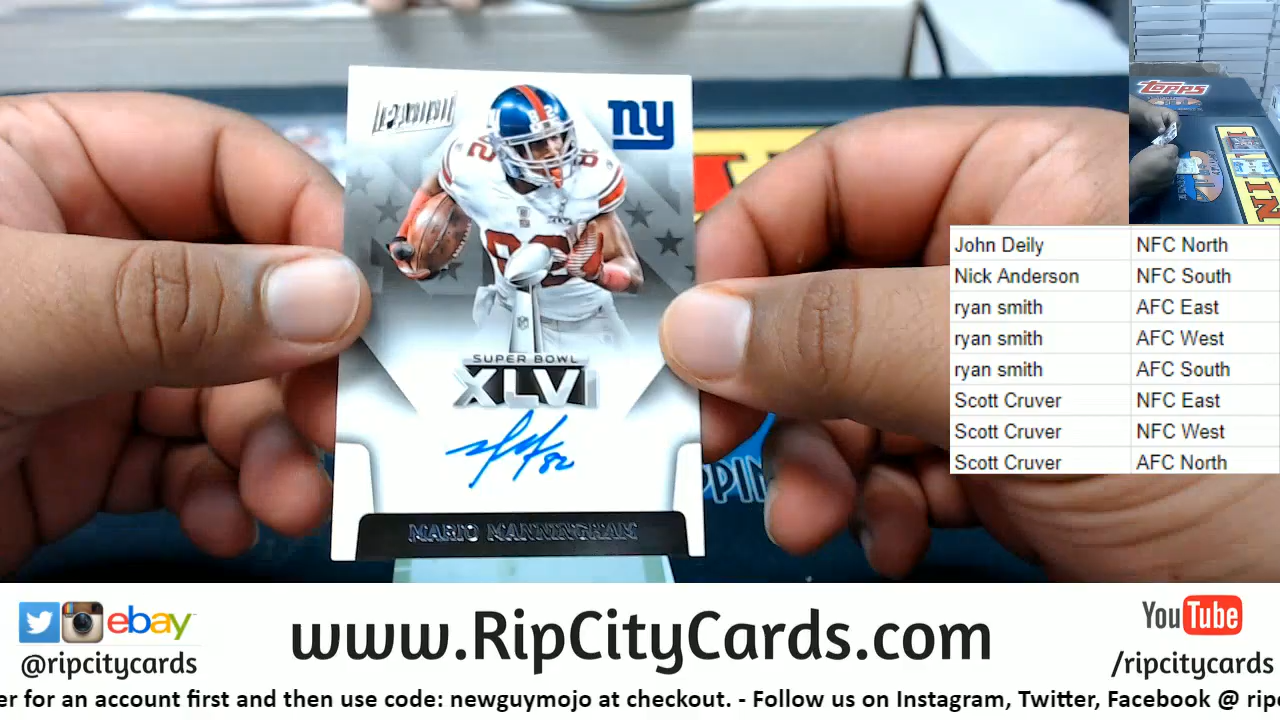 PANINI
ny
82
SUPER BOWL
XLVI
82
MARIO MANNINGHAM
TOPPS
John Deily NFC North
Nick Anderson NFC South
ryan smith AFC East
ryan smith AFC West
ryan smith AFC South
Scott Cruver NFC East
Scott Cruver NFC West
Scott Cruver AFC North
ebay
@ripcitycards
www.RipCityCards.com
YouTube
/ripcitycards
er for an account first and then use code: newguymojo at checkout. - Follow us on Instagram, Twitter, Facebook @ ripc